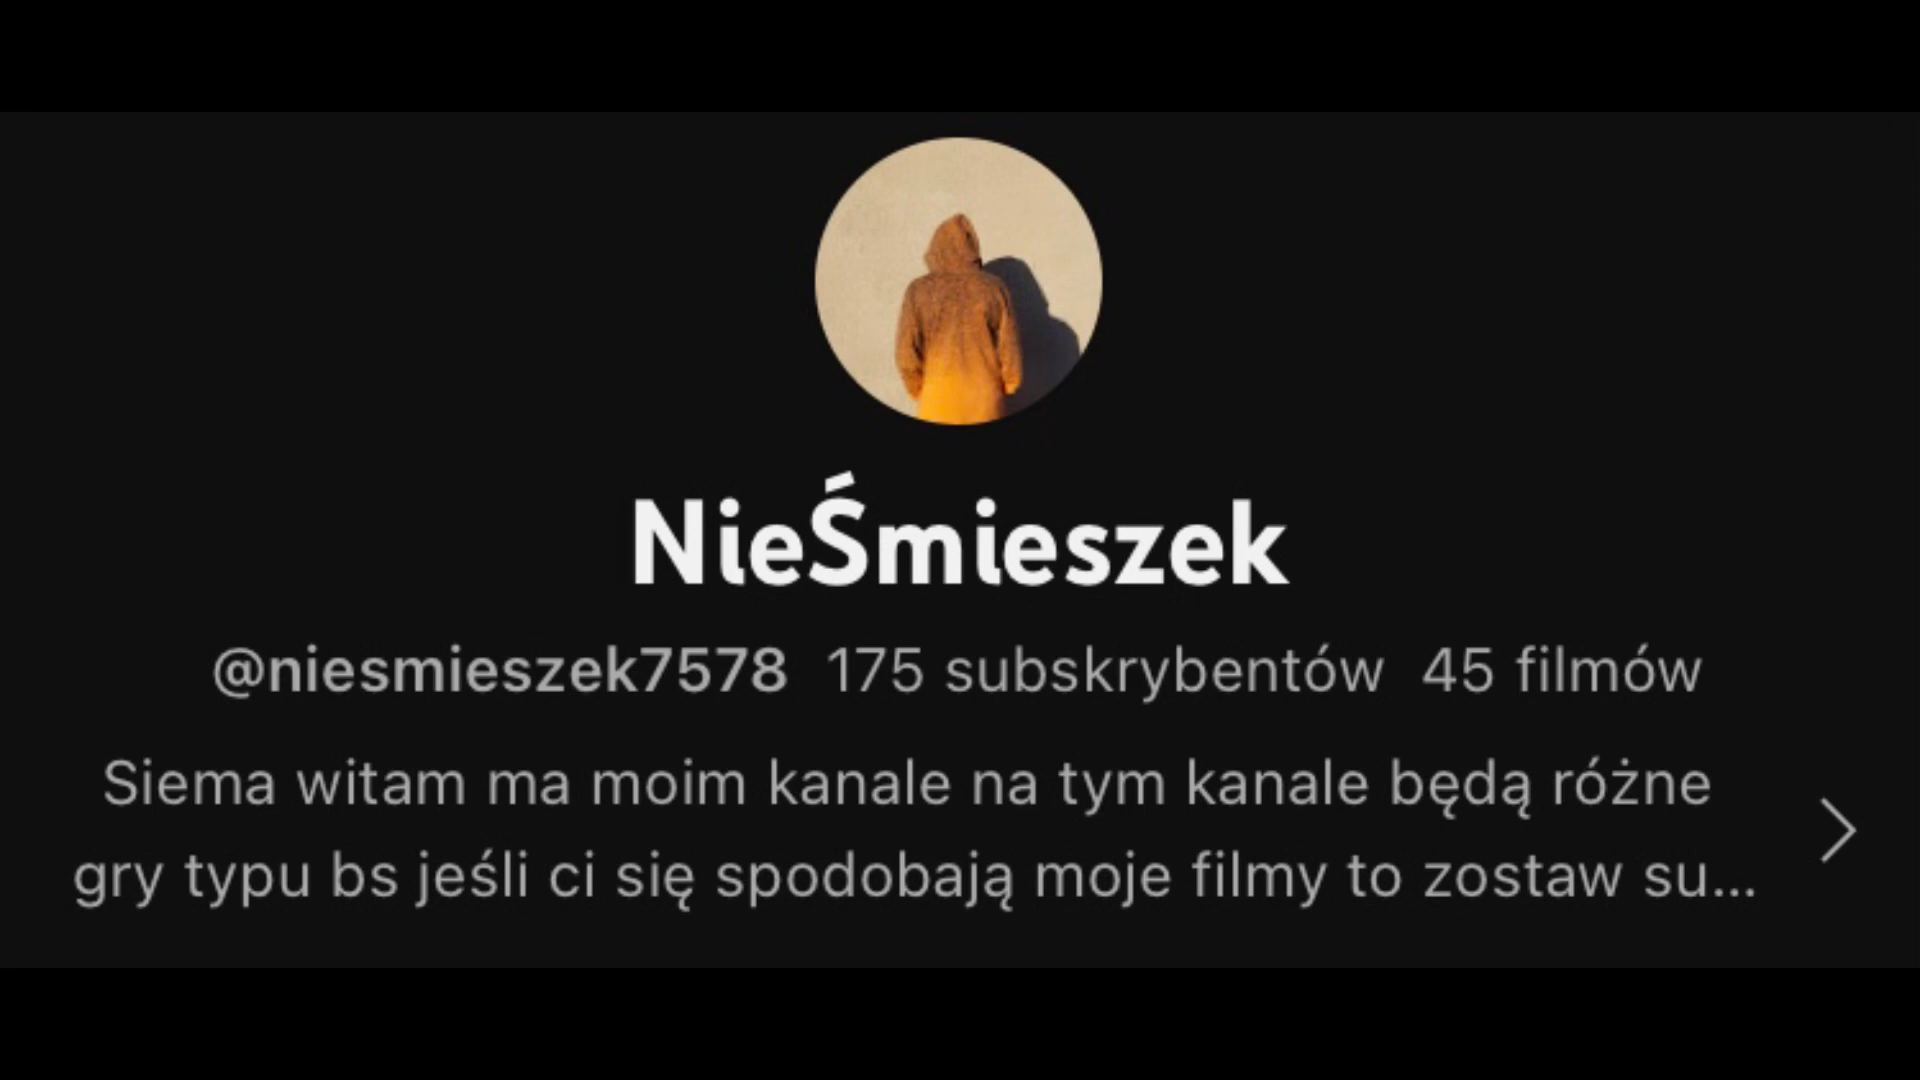 NieŚmieszek
@niesmieszek7578 175 subskrybentów 45 filmów
Siema witam ma moim kanale na tym kanale będą różne
gry typu bs jeśli ci się spodobają moje filmy to zostaw su...